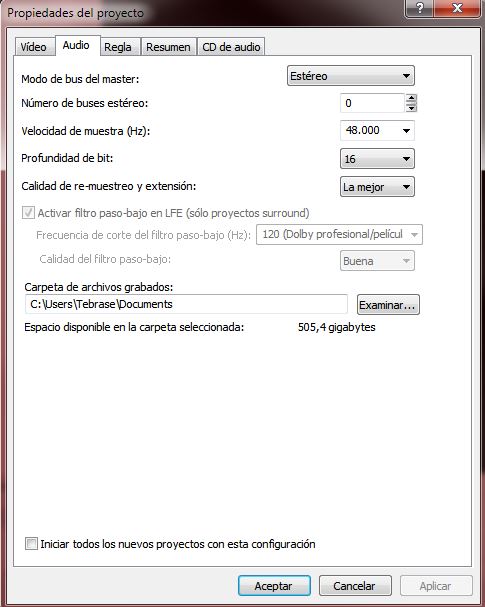 Propiedades del proyecto
Vídeo Audio Regla Resumen CD de audio
Modo de bus del master: Estéreo
Número de buses estéreo: 0
Velocidad de muestra (Hz): 48.000
Profundidad de bit: 16
Calidad de re-muestreo y extensión: La mejor
Activar filtro paso-bajo en LFE (sólo proyectos surround)
Frecuencia de corte del filtro paso-bajo (Hz): 120 (Dolby profesional/películ
Calidad del filtro paso-bajo: Buena
Carpeta de archivos grabados:
C:\Users\Tebrase\Documents Examinar...
Espacio disponible en la carpeta seleccionada: 505,4 gigabytes
Iniciar todos los nuevos proyectos con esta configuración
Aceptar Cancelar Aplicar